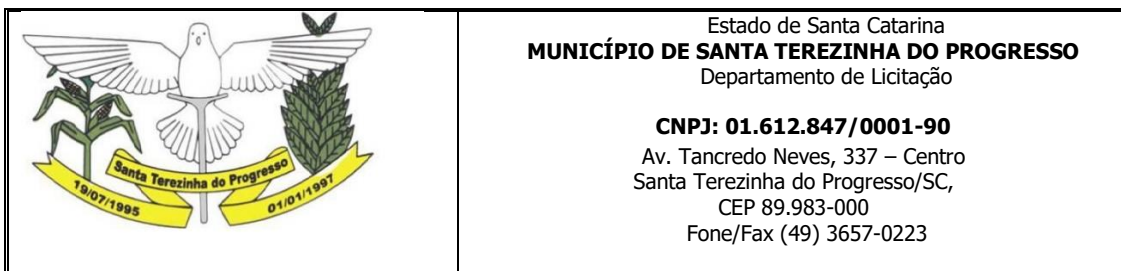 Santa Terezinha do Progresso
19/07/1995
01/01/1997
Estado de Santa Catarina
MUNICÍPIO DE SANTA TEREZINHA DO PROGRESSO
Departamento de Licitação
CNPJ: 01.612.847/0001-90
Av. Tancredo Neves, 337 – Centro
Santa Terezinha do Progresso/SC,
CEP 89.983-000
Fone/Fax (49) 3657-0223